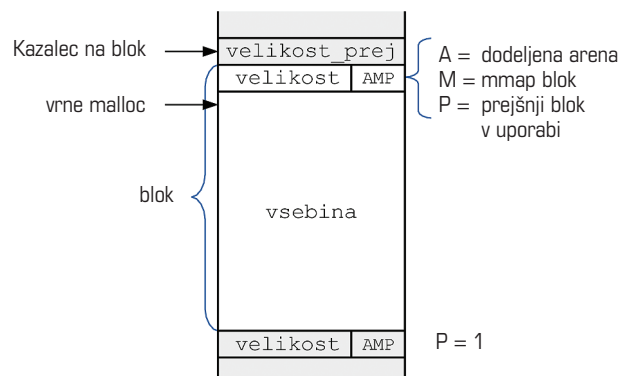 Kazalec na blok
velikost_prej
velikost AMP
vrne malloc
A = dodeljena arena
M = mmap blok
P = prejšnji blok
v uporabi
blok
vsebina
velikost AMP
P = 1